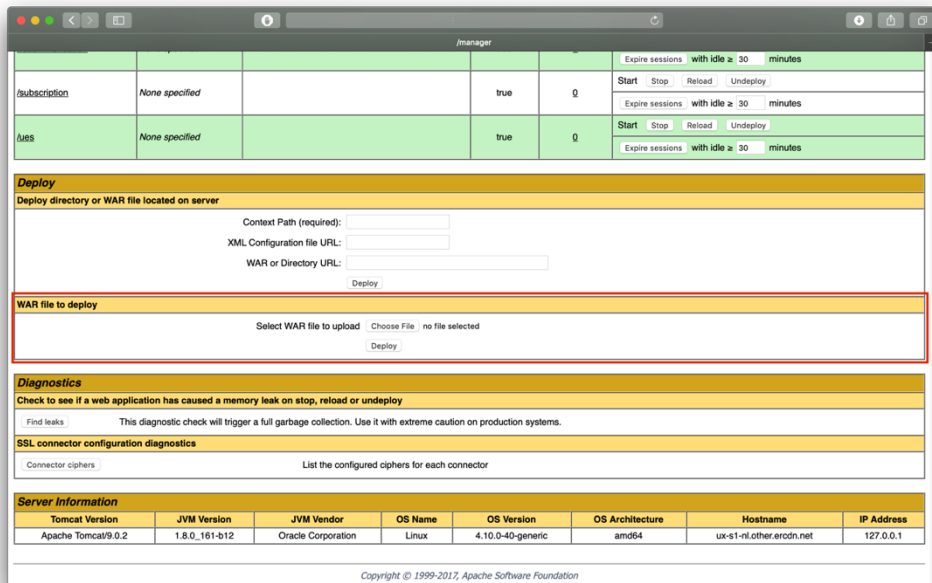 /manager
Expire sessions with idle ≥ 30 minutes
/subscription None specified true 0 Start Stop Reload Undeploy
Expire sessions with idle ≥ 30 minutes
/ues None specified true 0 Start Stop Reload Undeploy
Expire sessions with idle ≥ 30 minutes
Deploy
Deploy directory or WAR file located on server
Context Path (required):
XML Configuration file URL:
WAR or Directory URL:
Deploy
WAR file to deploy
Select WAR file to upload Choose File no file selected
Deploy
Diagnostics
Check to see if a web application has caused a memory leak on stop, reload or undeploy
Find leaks This diagnostic check will trigger a full garbage collection. Use it with extreme caution on production systems.
SSL connector configuration diagnostics
Connector ciphers List the configured ciphers for each connector
Server Information
Tomcat Version JVM Version JVM Vendor OS Name OS Version OS Architecture Hostname IP Address
Apache Tomcat/9.0.2 1.8.0_161-b12 Oracle Corporation Linux 4.10.0-40-generic amd64 ux-s1-nl.other.ercdn.net 127.0.0.1
Copyright © 1999-2017, Apache Software Foundation